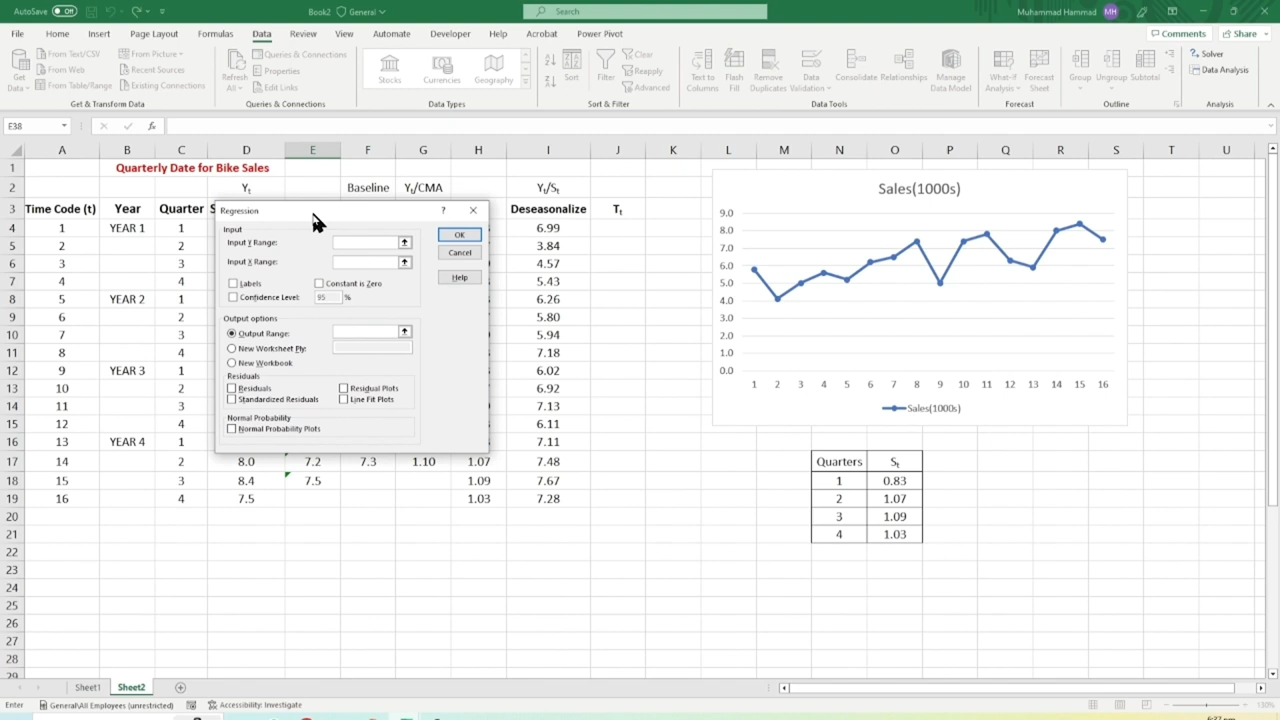 AutoSave Off Book2 General Search Muhammad Hammad MH
File Home Insert Page Layout Formulas Data Review View Automate Developer Help Acrobat Power Pivot Comments Share
Get Data From Text/CSV From Picture Refresh All Queries & Connections Stocks Currencies Geography Sort Filter Clear Text to Columns Flash Fill Remove Duplicates Data Validation Consolidate Relationships Manage Data Model What-if Analysis Forecast Sheet Group Ungroup Subtotal Solver
From Web Recent Sources Properties Reapply Data Analysis
From Table/Range Existing Connections Edit Links Advanced
Get & Transform Data Queries & Connections Data Types Sort & Filter Data Tools Forecast Outline Analysis
E38 fx
A B C D E F G H I J K L M N O P Q R S T U
1 Quarterly Date for Bike Sales
2 Yt Baseline Yt/CMA Yt/St
3 Time Code (t) Year Quarter S Deseasonalize Tt
4 1 YEAR 1 1 6.99
5 2 2 3.84
6 3 3 4.57
7 4 4 5.43
8 5 YEAR 2 1 6.26
9 6 2 5.80
10 7 3 5.94
11 8 4 7.18
12 9 YEAR 3 1 6.02
13 10 2 6.92
14 11 3 7.13
15 12 4 6.11
16 13 YEAR 4 1 7.11
17 14 2 8.0 7.2 7.3 1.10 1.07 7.48
18 15 3 8.4 7.5 1.09 7.67
19 16 4 7.5 1.03 7.28
20
21
22
23
24
25
26
27
28
29
Regression ?
Input
Input Y Range:
Input X Range:
Labels Constant is Zero
Confidence Level: 95 %
OK
Cancel
Help
Output options
Output Range:
New Worksheet Ply:
New Workbook
Residuals
Residuals Residual Plots
Standardized Residuals Line Fit Plots
Normal Probability
Normal Probability Plots
Sales(1000s)
9.0
8.0
7.0
6.0
5.0
4.0
3.0
2.0
1.0
0.0
1 2 3 4 5 6 7 8 9 10 11 12 13 14 15 16
Sales(1000s)
Quarters St
1 0.83
2 1.07
3 1.09
4 1.03
Sheet1 Sheet2
Enter General\All Employees (unrestricted) Accessibility: Investigate 130%